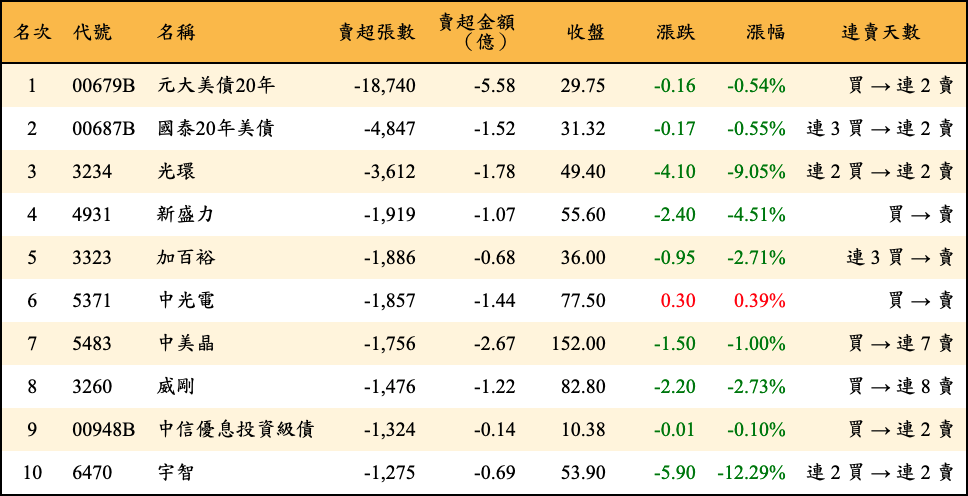 名次 代號 名稱 賣超張數 賣超金額（億） 收盤 漲跌 漲幅 連賣天數
1 00679B 元大美債20年 -18,740 -5.58 29.75 -0.16 -0.54% 買→連2賣
2 00687B 國泰20年美債 -4,847 -1.52 31.32 -0.17 -0.55% 連3買→連2賣
3 3234 光環 -3,612 -1.78 49.40 -4.10 -9.05% 連2買→連2賣
4 4931 新盛力 -1,919 -1.07 55.60 -2.40 -4.51% 買→賣
5 3323 加百裕 -1,886 -0.68 36.00 -0.95 -2.71% 連3買→賣
6 5371 中光電 -1,857 -1.44 77.50 0.30 0.39% 買→賣
7 5483 中美晶 -1,756 -2.67 152.00 -1.50 -1.00% 買→連7賣
8 3260 威剛 -1,476 -1.22 82.80 -2.20 -2.73% 買→連8賣
9 00948B 中信優息投資級債 -1,324 -0.14 10.38 -0.01 -0.10% 買→連2賣
10 6470 宇智 -1,275 -0.69 53.90 -5.90 -12.29% 連2買→連2賣